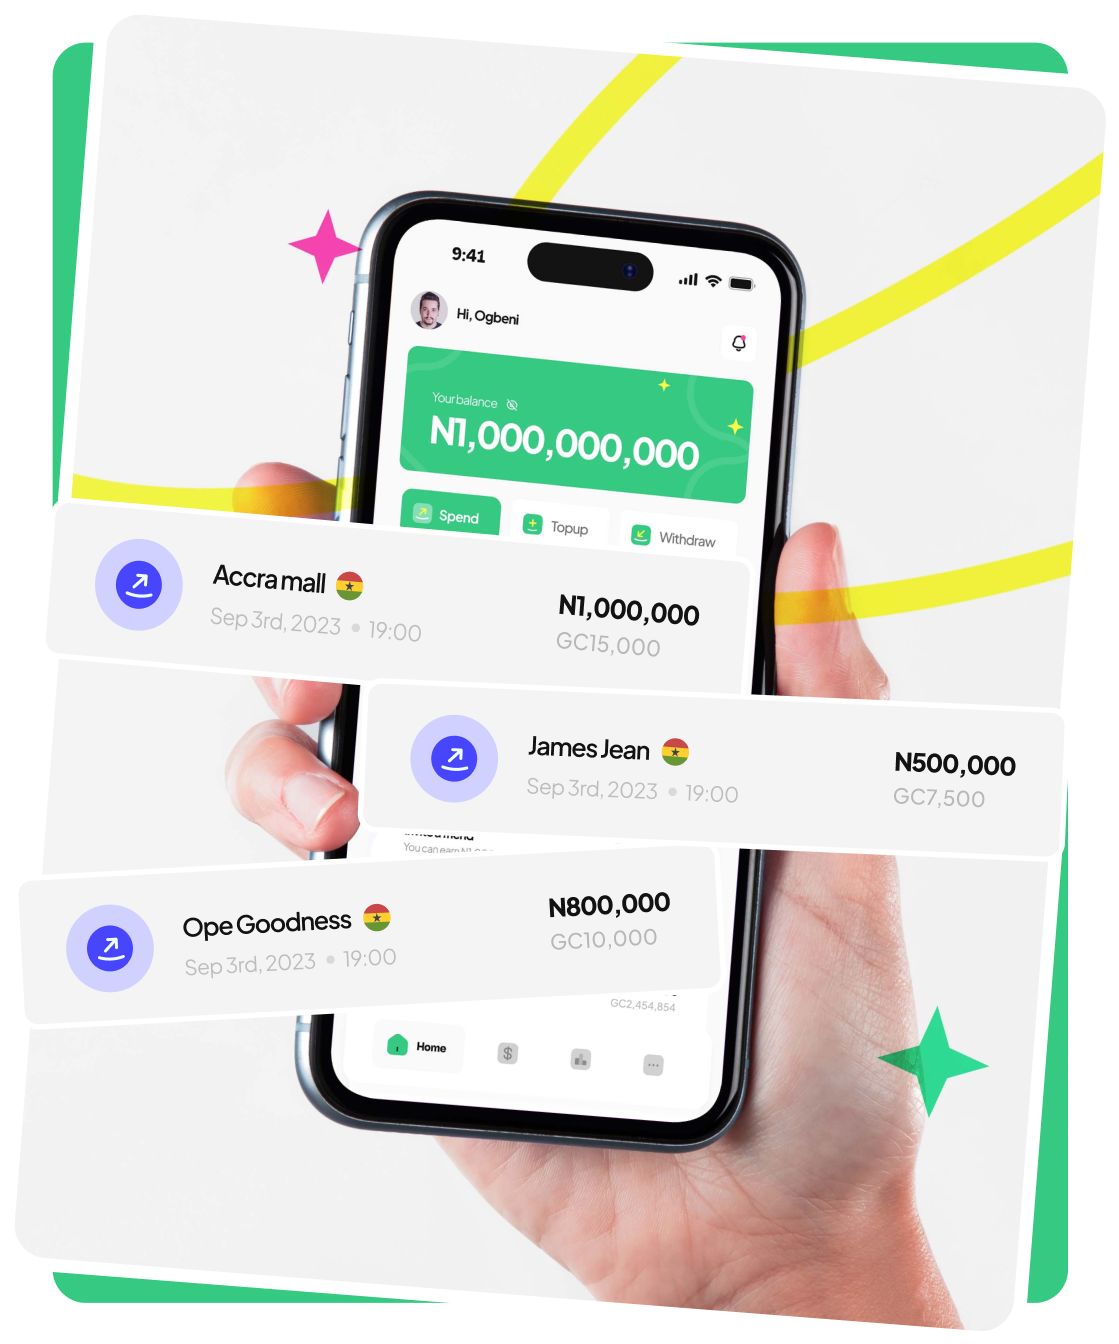 9:41
Hi, Ogbeni
Your balance
N1,000,000,000
Spend
Topup
Withdraw
Accra mall
N1,000,000
Sep 3rd, 2023 • 19:00
GC15,000
James Jean
N500,000
Sep 3rd, 2023 • 19:00
GC7,500
You can earn
Ope Goodness
N800,000
Sep 3rd, 2023 • 19:00
GC10,000
GC2,454,854
Home